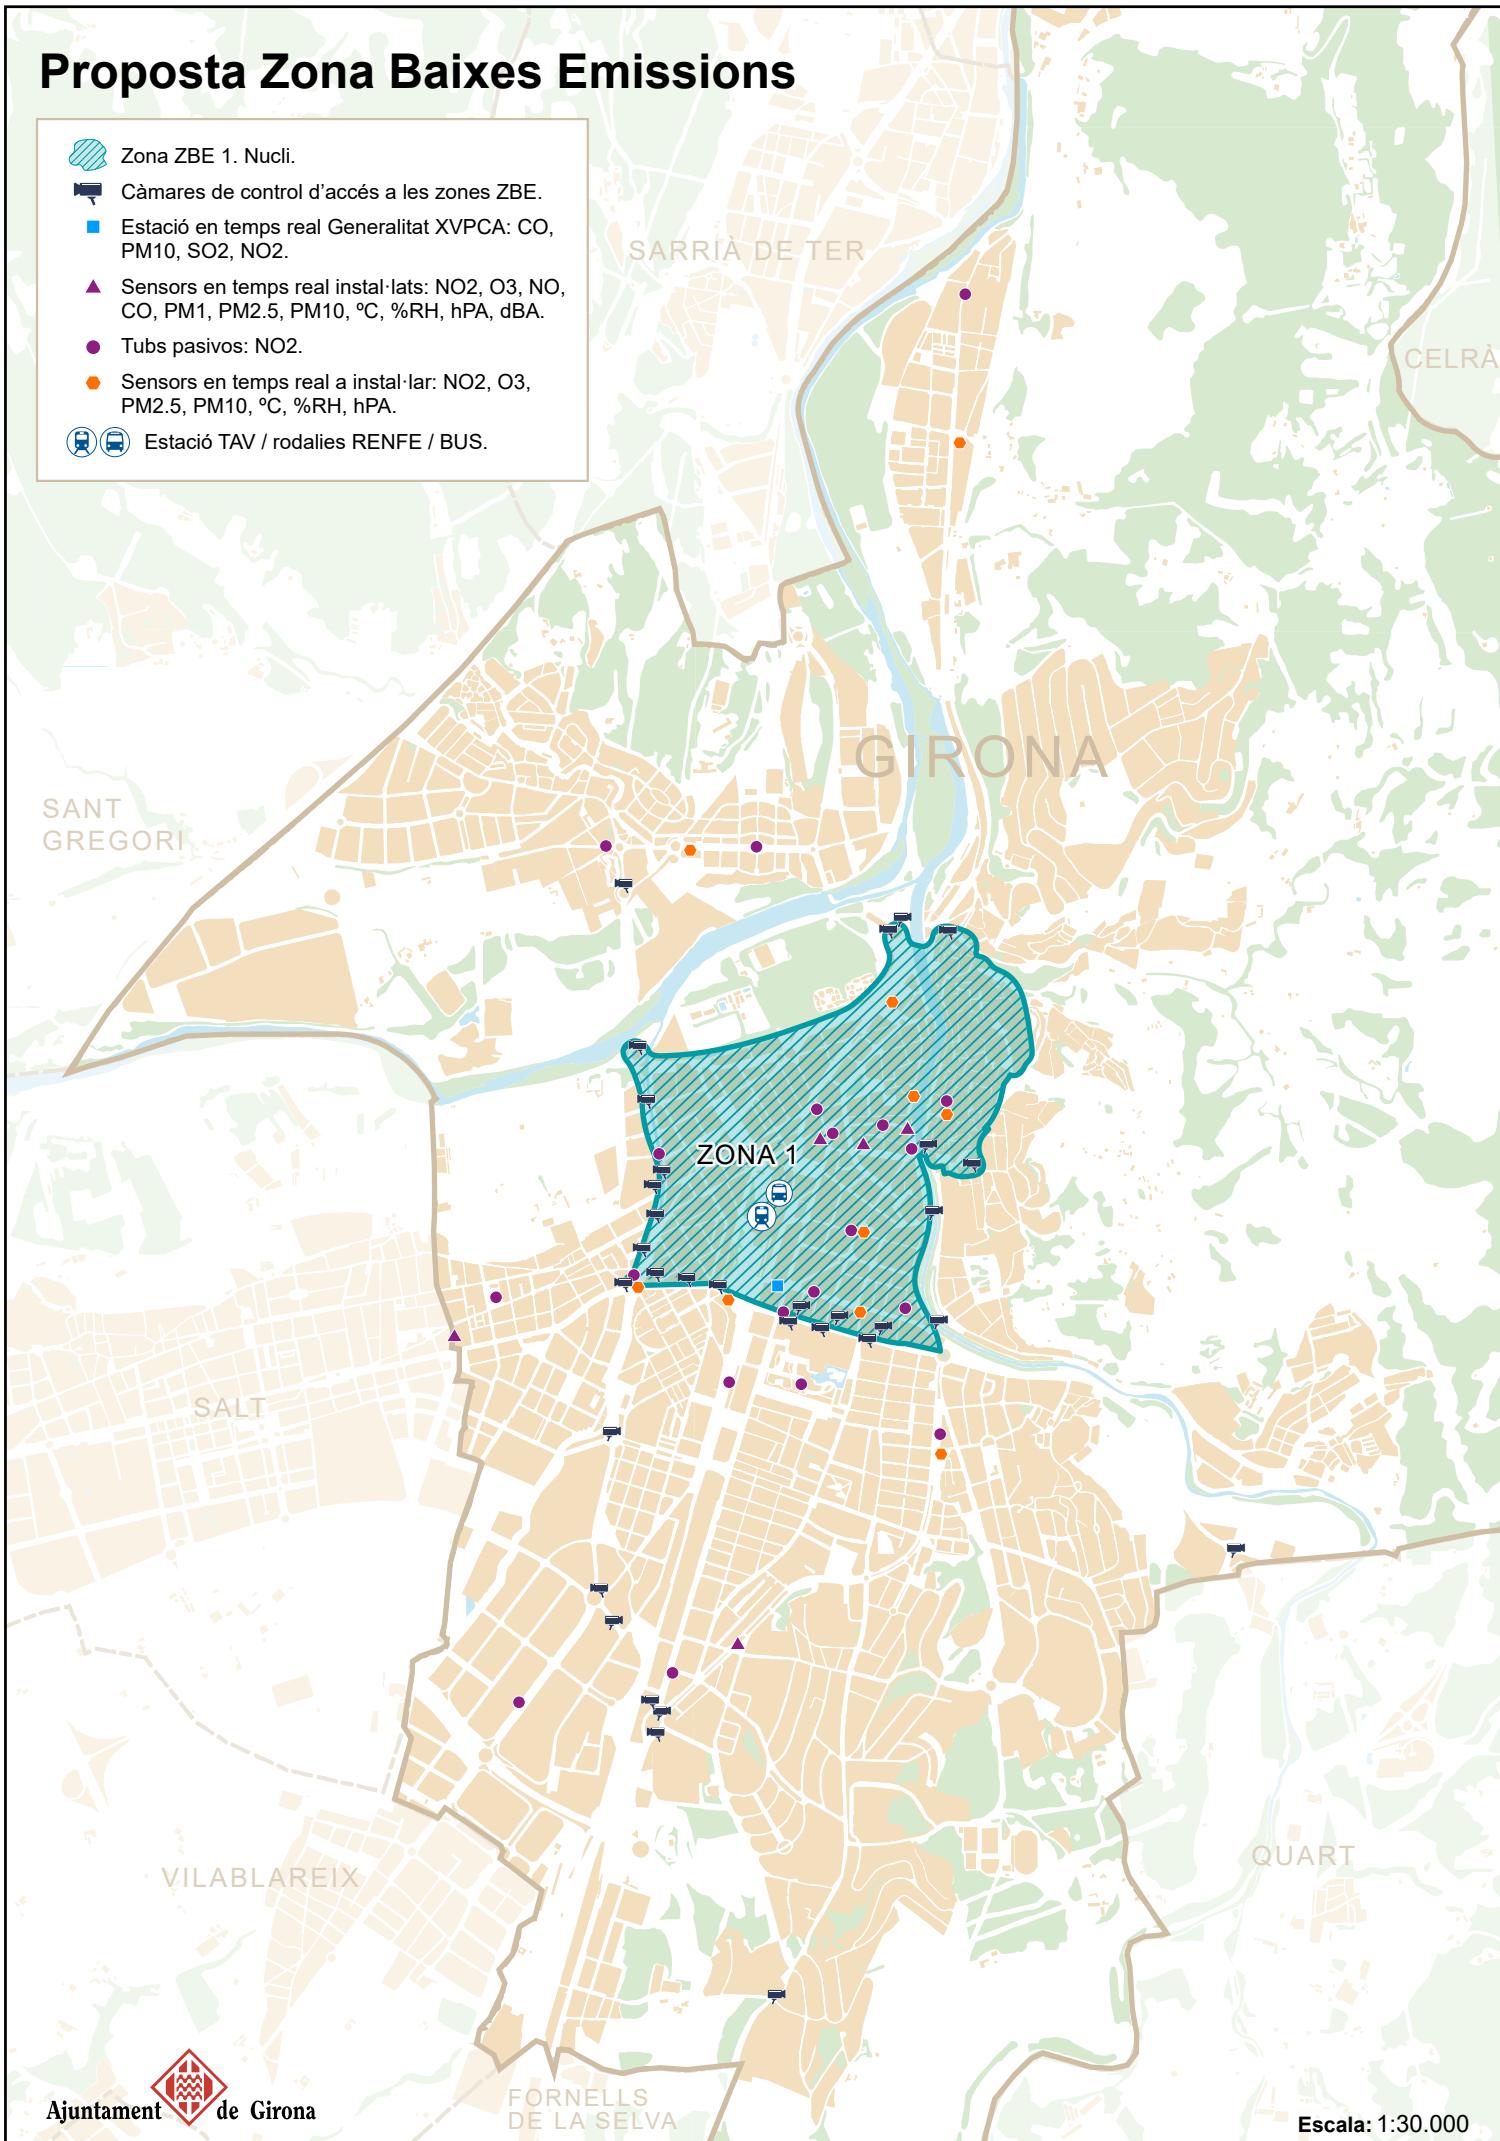 Proposta Zona Baixes Emissions
Zona ZBE 1. Nucli.
Càmares de control d’accés a les zones ZBE.
Estació en temps real Generalitat XVPCA: CO,
PM10, SO2, NO2.
Sensors en temps real instal·lats: NO2, O3, NO,
CO, PM1, PM2.5, PM10, ºC, %RH, hPA, dBA.
Tubs pasivos: NO2.
Sensors en temps real a instal·lar: NO2, O3,
PM2.5, PM10, ºC, %RH, hPA.
Estació TAV / rodalies RENFE / BUS.
SARRIÀ DE TER
CELRÀ
GIRONA
SANT
GREGORI
ZONA 1
SALT
QUART
VILABLAREIX
FORNELLS
DE LA SELVA
Ajuntament de Girona
Escala: 1:30.000